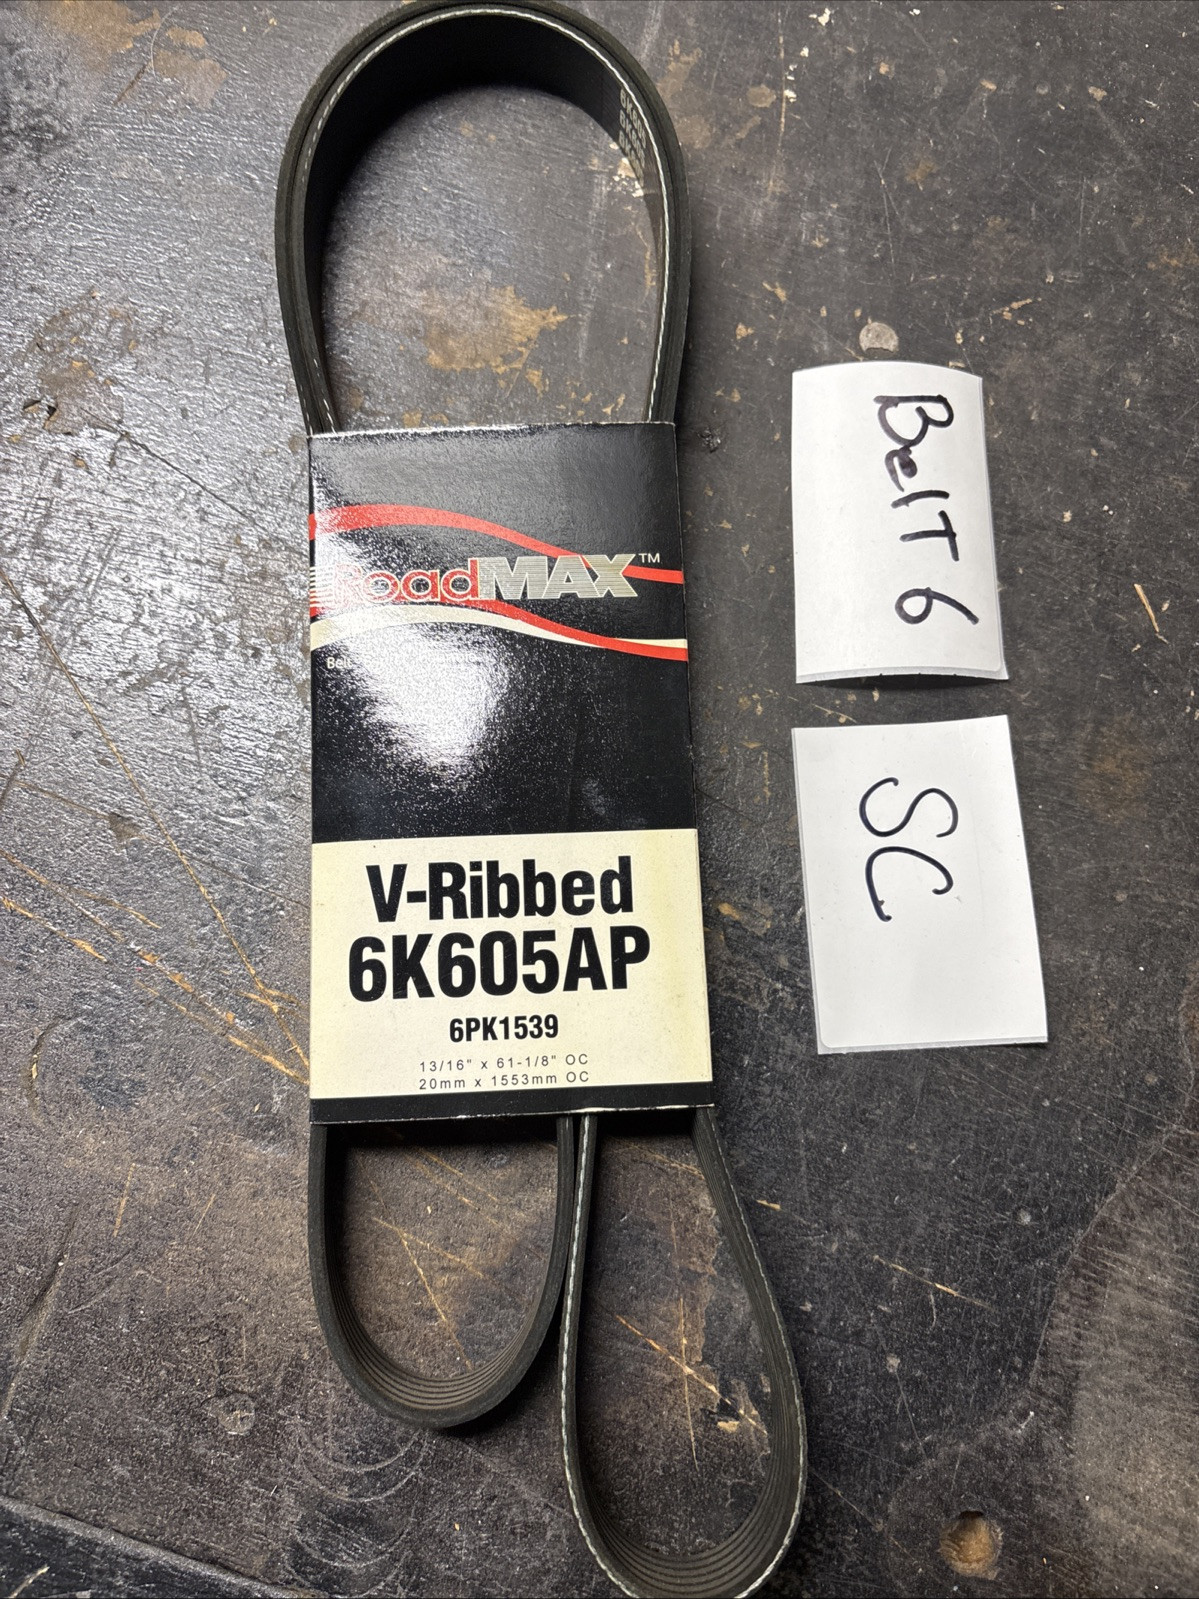 RoadMAX™
V-Ribbed
6K605AP
6PK1539
13/16" x 61-1/8" OC
20mm x 1553mm OC
Belt 6
SC